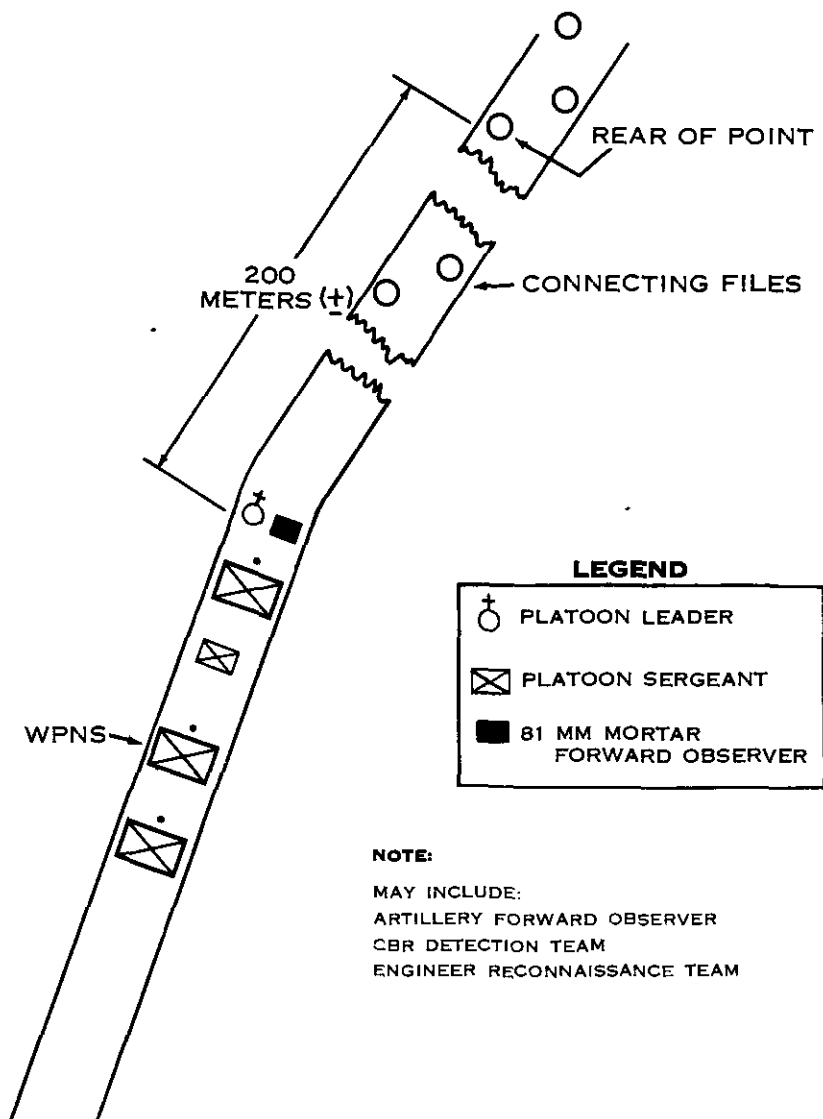 REAR OF POINT
200
METERS (±)
CONNECTING FILES
WPNS
LEGEND
PLATOON LEADER
PLATOON SERGEANT
81 MM MORTAR
FORWARD OBSERVER
NOTE:
MAY INCLUDE:
ARTILLERY FORWARD OBSERVER
CBR DETECTION TEAM
ENGINEER RECONNAISSANCE TEAM